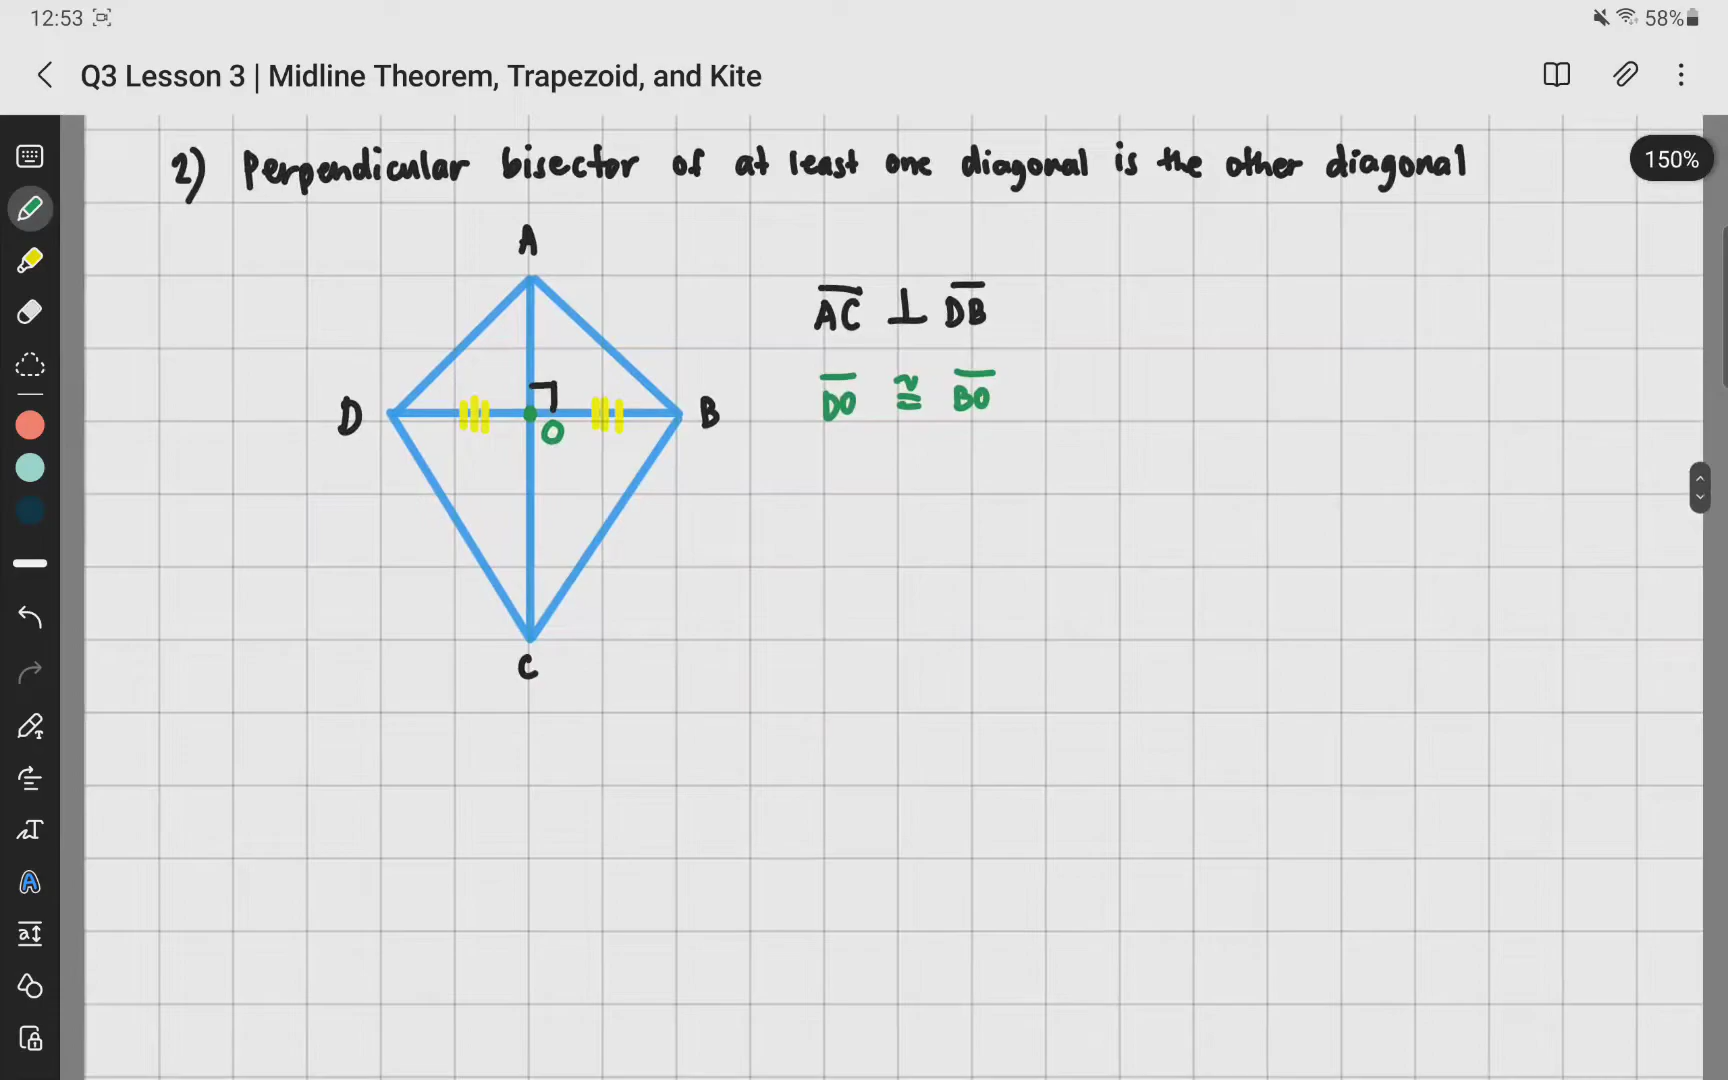 12:53
58%
Q3 Lesson 3 | Midline Theorem, Trapezoid, and Kite
150%
2) Perpendicular bisector of at least one diagonal is the other diagonal
A
AC ⊥ DB
DO ≅ BO
D
B
O
C